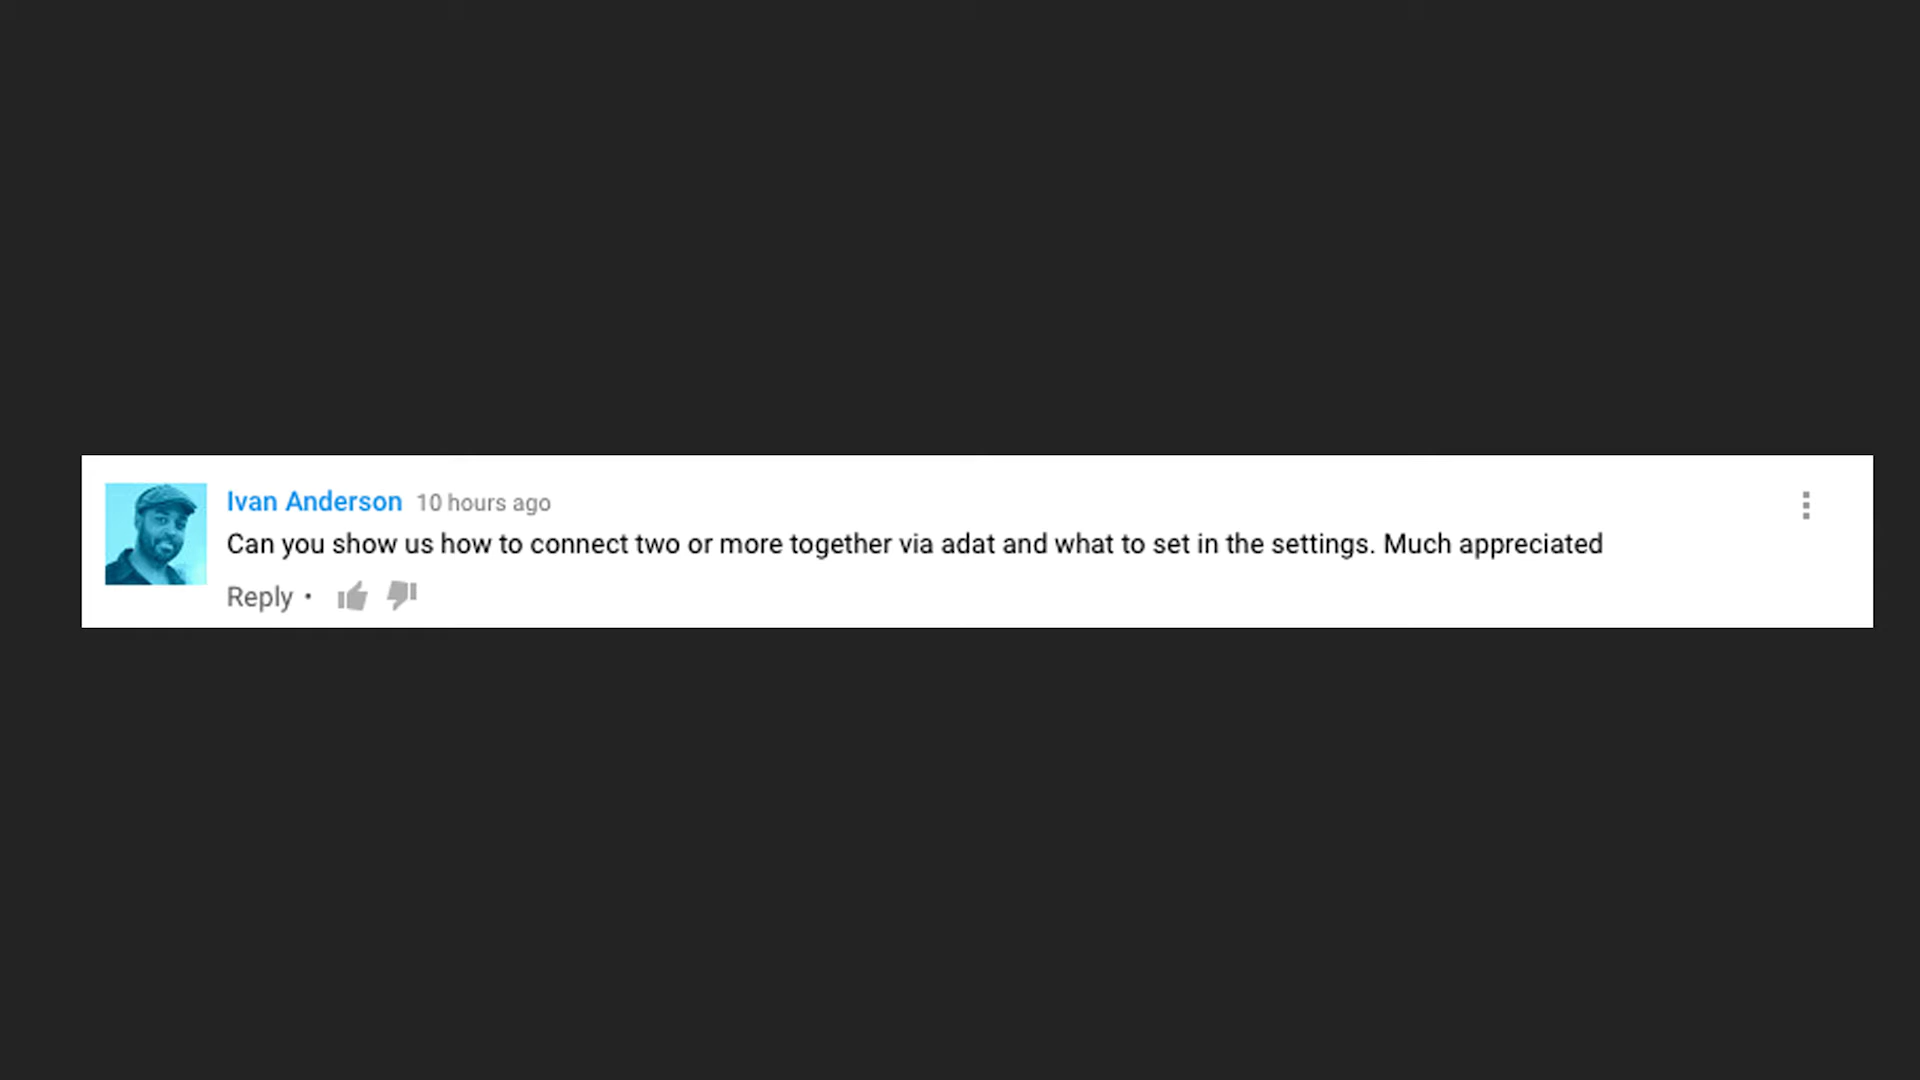 Ivan Anderson 10 hours ago
Can you show us how to connect two or more together via adat and what to set in the settings. Much appreciated
Reply •